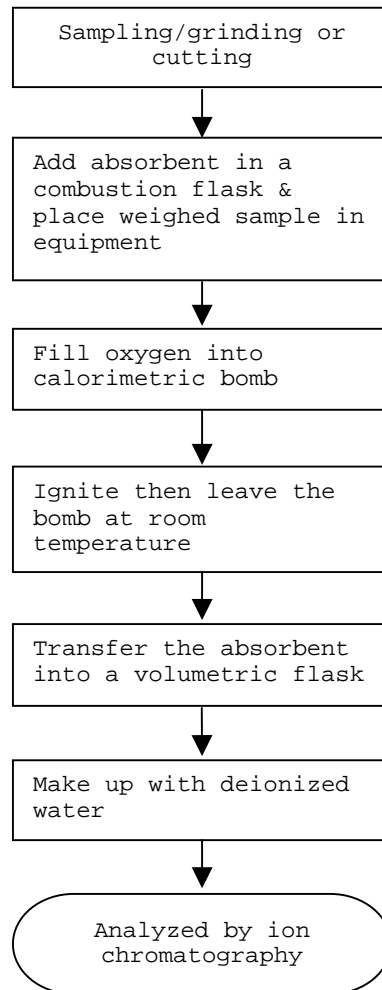 Sampling/grinding or
cutting
Add absorbent in a
combustion flask &
place weighed sample in
equipment
Fill oxygen into
calorimetric bomb
Ignite then leave the
bomb at room
temperature
Transfer the absorbent
into a volumetric flask
Make up with deionized
water
Analyzed by ion
chromatography